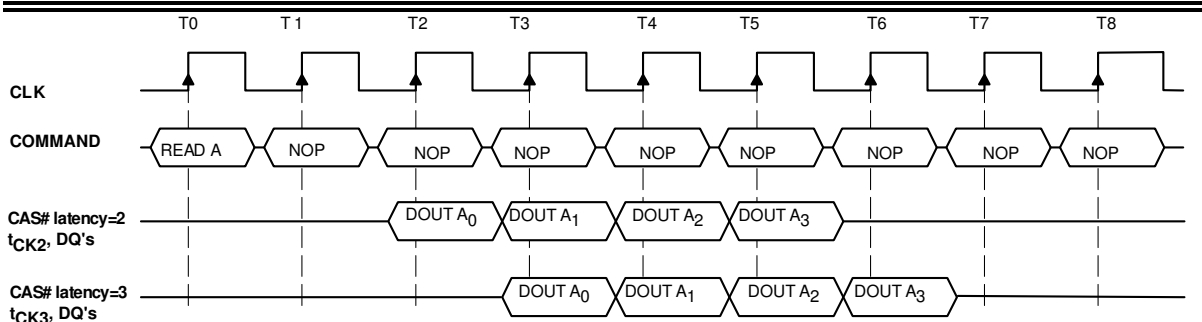 T0 T 1 T2 T3 T4 T5 T6 T7 T8
CLK
COMMAND READ A NOP NOP NOP NOP NOP NOP NOP NOP
CAS# latency=2 DOUT A0 DOUT A1 DOUT A2 DOUT A3
tCK2, DQ's
CAS# latency=3 DOUT A0 DOUT A1 DOUT A2 DOUT A3
tCK3, DQ's